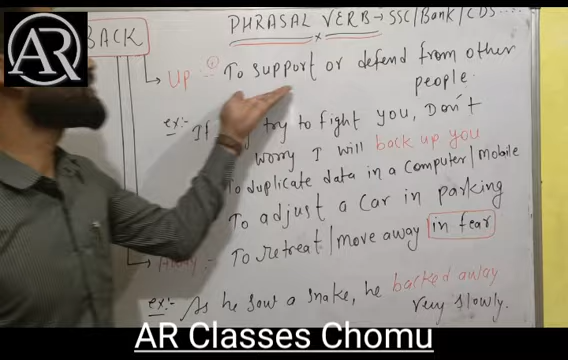 PHRASAL VERB → SSC/Bank/CDS
BACK
AR
Up :- ① To support or defend from other
people.
ex:- If try to fight you, Don't
worry I will back up you
To duplicate data in a Computer/Mobile
To adjust a car in parking
Away :- To retreat/move away in fear
ex:- As he saw a snake, he backed away
very slowly.
AR Classes Chomu